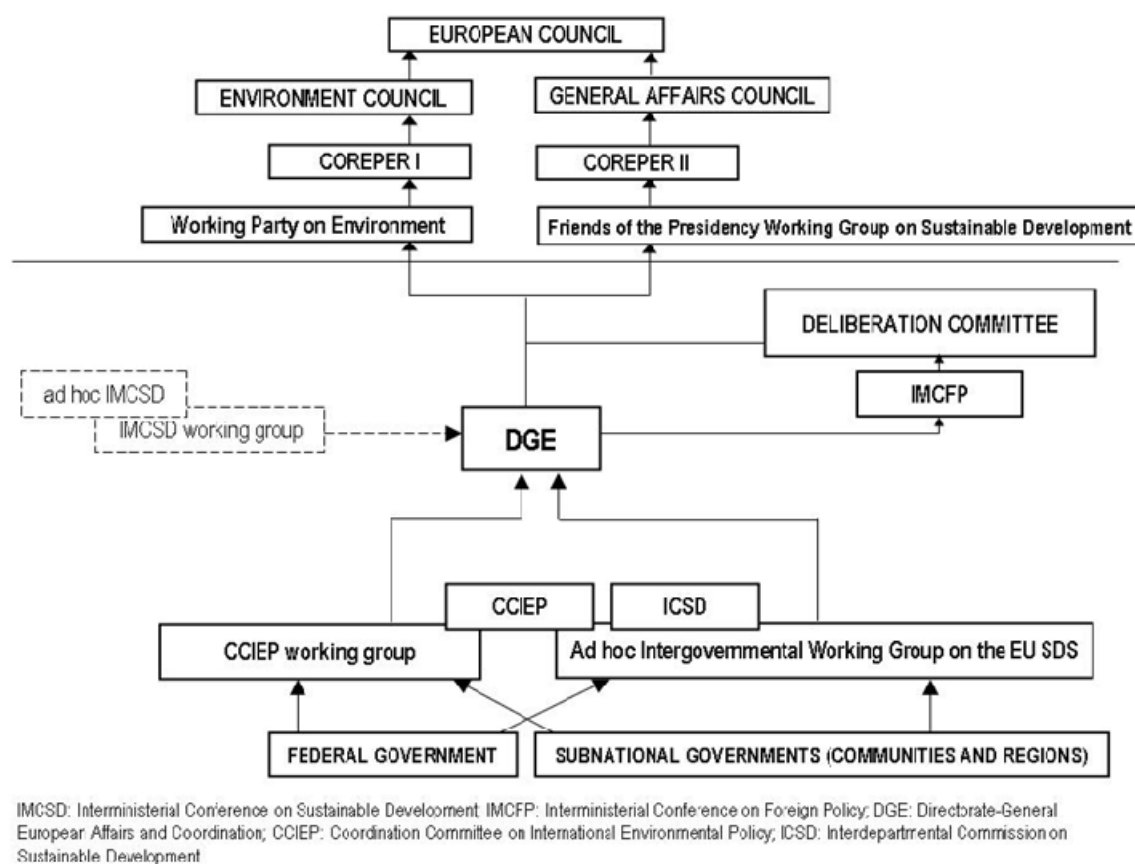 EUROPEAN COUNCIL
ENVIRONMENT COUNCIL
GENERAL AFFAIRS COUNCIL
COREPER I
COREPER II
Working Party on Environment
Friends of the Presidency Working Group on Sustainable Development
DELIBERATION COMMITTEE
ad hoc IMCSD
IMCSD working group
IMCFP
DGE
CCIEP
ICSD
CCIEP working group
Ad hoc Intergovernmental Working Group on the EU SDS
FEDERAL GOVERNMENT
SUBNATIONAL GOVERNMENTS (COMMUNITIES AND REGIONS)
IMCSD: Interministerial Conference on Sustainable Development IMCFP: Interministerial Conference on Foreign Policy; DGE: Directorate-General
European Affairs and Coordination; CCIEP: Coordination Committee on International Environmental Policy; ICSD: Interdepartmental Commission on
Sustainable Development